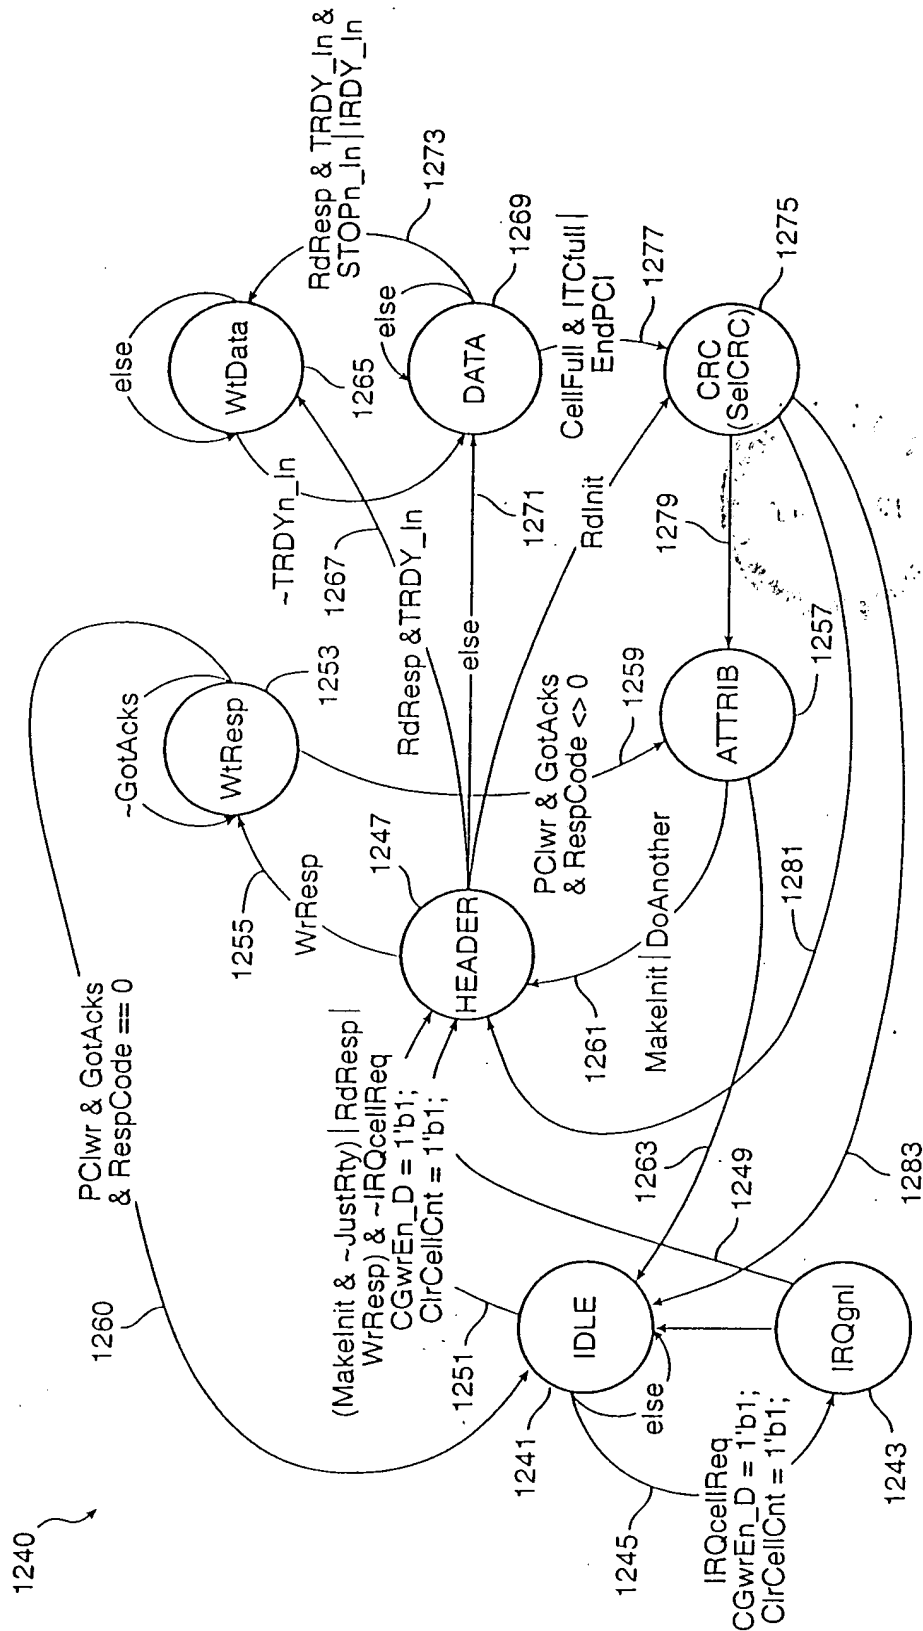 1240
1260
PCIwr & GotAcks
& RespCode == 0
~GotAcks
WtResp
1253
1255
WrResp
else
WtData
1265
RdResp & TRDY_In &
STOPn_In | IRDY_In
1273
~TRDYn_In
1267
RdResp &TRDY_In
else
DATA
1269
1271
else
CellFull & ITCfull |
EndPCI
1277
(MakeInit & ~JustRty) | RdResp |
WrResp) & ~IRQcellReq
CGwrEn_D = 1'b1;
ClrCellCnt = 1'b1;
1247
HEADER
RdInit
CRC
(SelCRC)
1275
1279
PCIwr & GotAcks
& RespCode <> 0
1259
ATTRIB
1257
MakeInit | DoAnother
1261
1281
1263
1249
1283
1251
1241
IDLE
else
1245
IRQcellReq
CGwrEn_D = 1'b1;
ClrCellCnt = 1'b1;
IRQgnl
1243